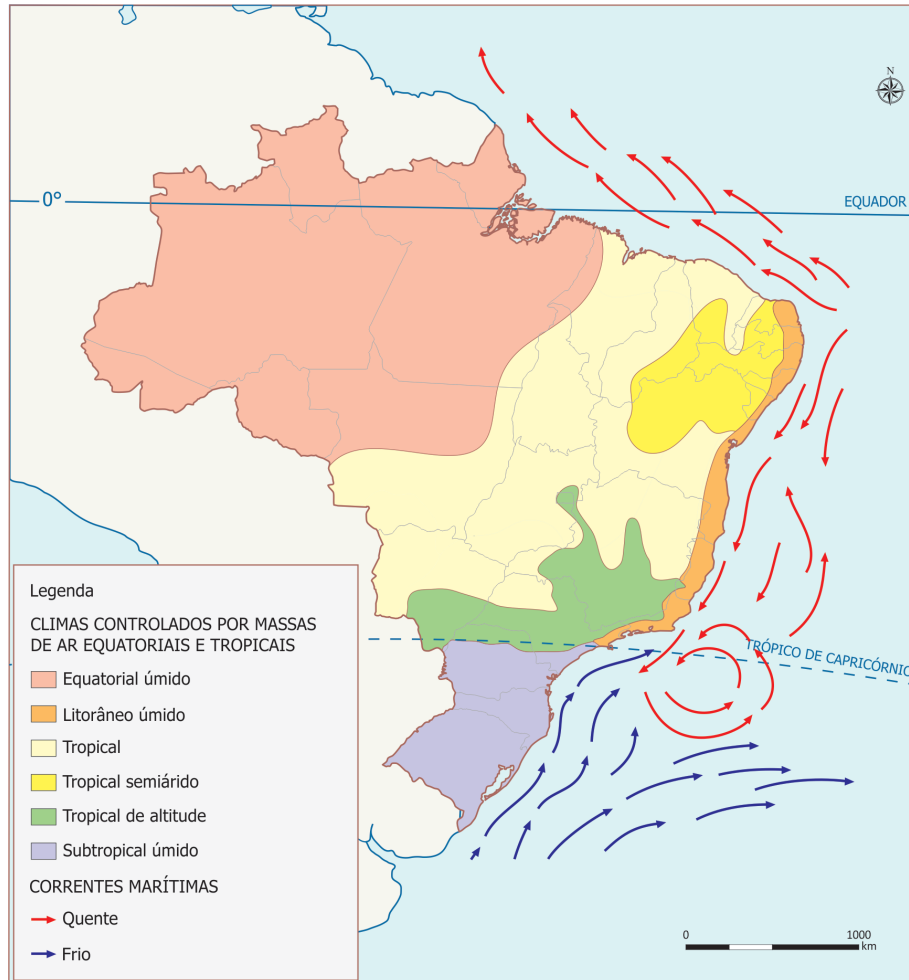 N
0°
EQUADOR
TRÓPICO DE CAPRICÓRNIO
Legenda
CLIMAS CONTROLADOS POR MASSAS
DE AR EQUATORIAIS E TROPICAIS
Equatorial úmido
Litorâneo úmido
Tropical
Tropical semiárido
Tropical de altitude
Subtropical úmido
CORRENTES MARÍTIMAS
Quente
Frio
0 1000
km